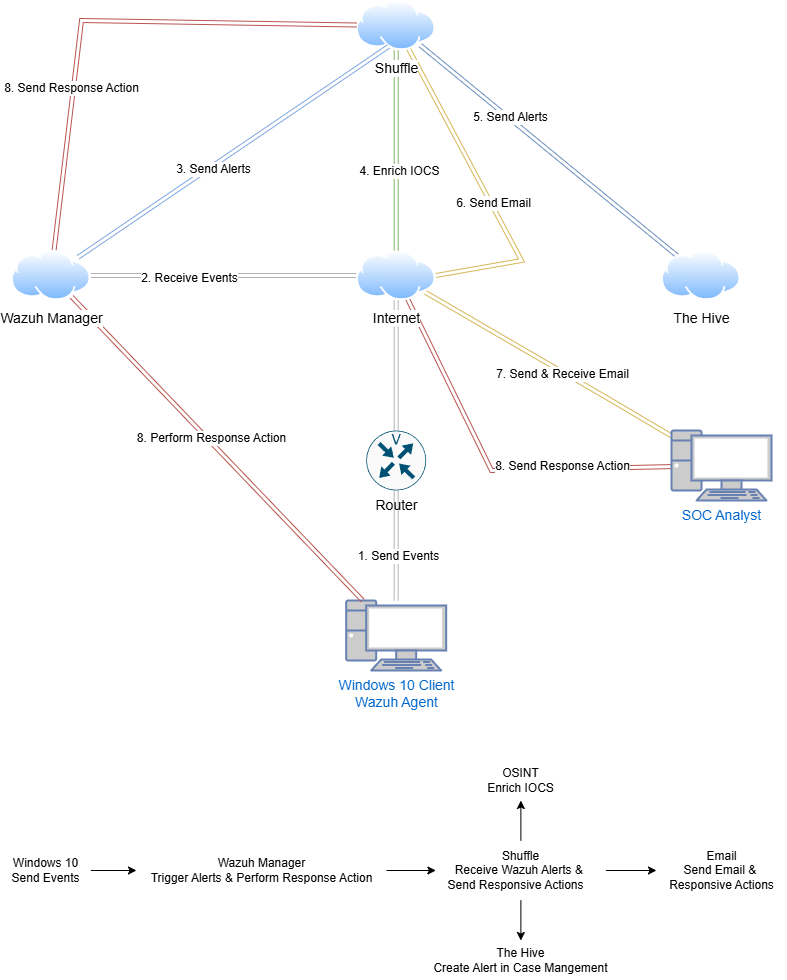 Shuffle
8. Send Response Action
5. Send Alerts
3. Send Alerts
4. Enrich IOCS
6. Send Email
2. Receive Events
Wazuh Manager
Internet
The Hive
7. Send & Receive Email
8. Perform Response Action
V
8. Send Response Action
Router
SOC Analyst
1. Send Events
Windows 10 Client
Wazuh Agent
OSINT
Enrich IOCS
Windows 10
Send Events
Wazuh Manager
Trigger Alerts & Perform Response Action
Shuffle
Receive Wazuh Alerts &
Send Responsive Actions
Email
Send Email &
Responsive Actions
The Hive
Create Alert in Case Mangement